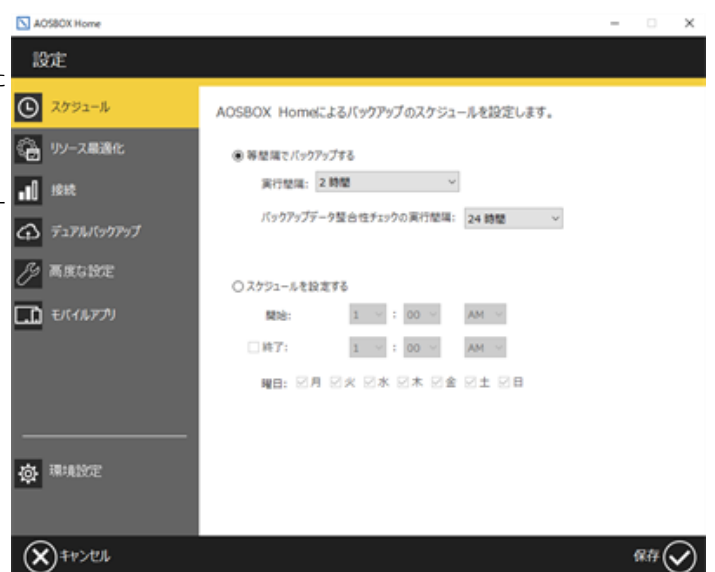 AOSBOX Home
設定
スケジュール
リソース最適化
接続
デュアルバックアップ
高度な設定
モバイルアプリ
環境設定
AOSBOX Homeによるバックアップのスケジュールを設定します。
等間隔でバックアップする
実行間隔: 2 時間
バックアップデータ整合性チェックの実行間隔: 24 時間
スケジュールを設定する
開始: 1 : 00 AM
終了: 1 : 00 AM
曜日: 月 火 水 木 金 土 日
キャンセル
保存